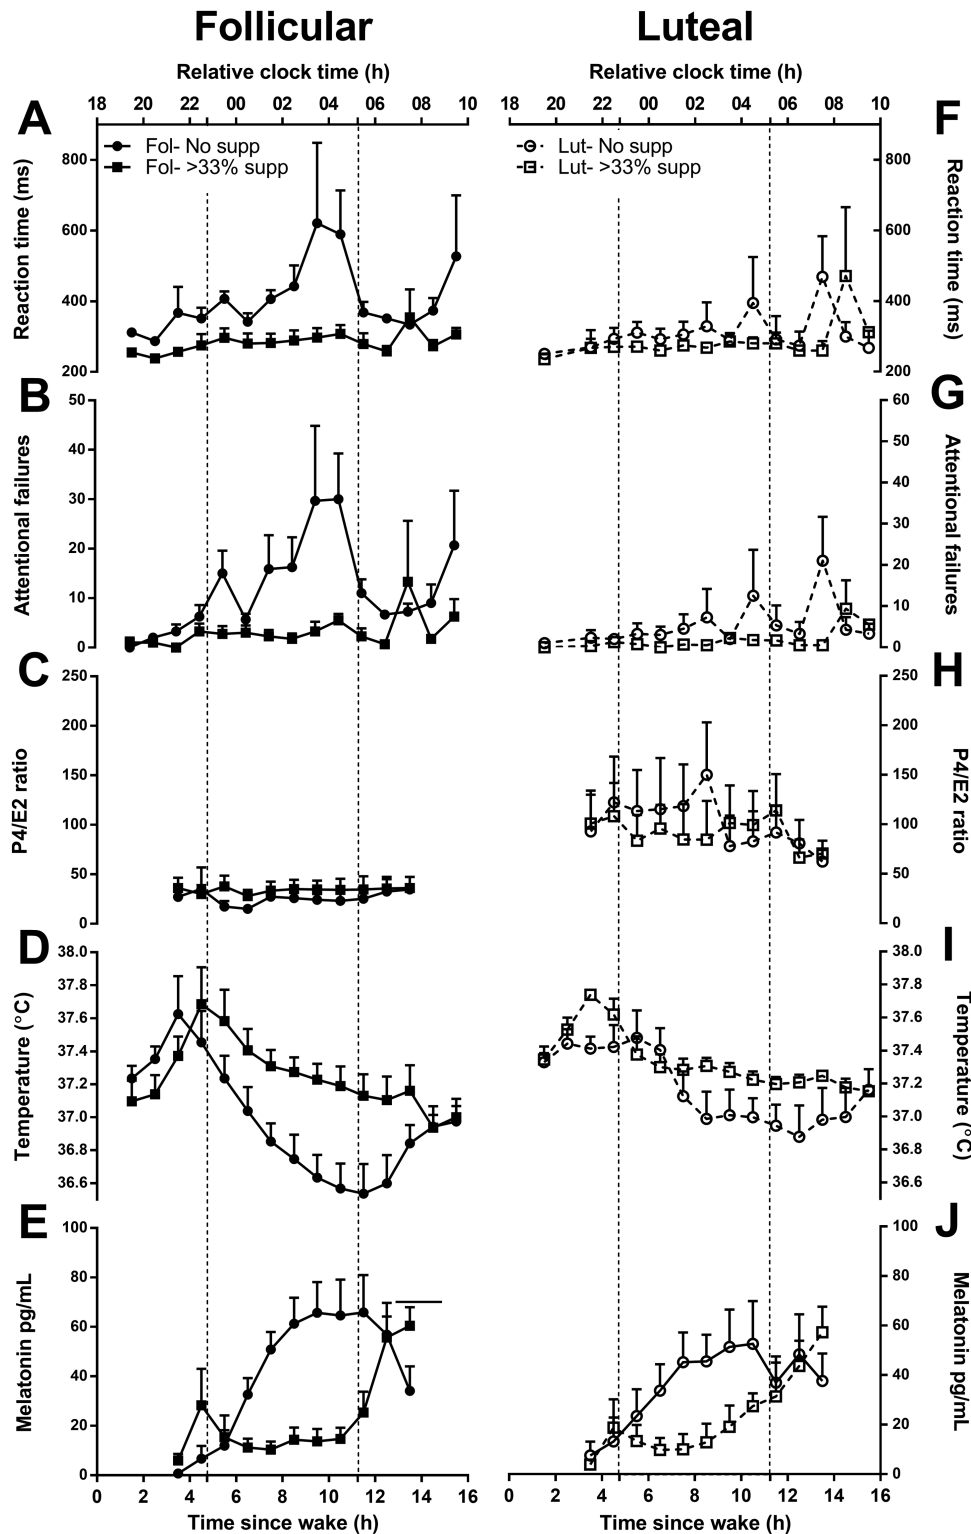 Follicular Luteal
Relative clock time (h) Relative clock time (h)
18 20 22 00 02 04 06 08 10 18 20 22 00 02 04 06 08 10
A F
Fol- No supp Lut- No supp
Fol- >33% supp Lut- >33% supp
Reaction time (ms) Reaction time (ms)
800 800
600 600
400 400
200 200
B G
Attentional failures Attentional failures
50 60
40 50
30 40
20 30
10 20
0 10
0
C H
P4/E2 ratio P4/E2 ratio
250 250
200 200
150 150
100 100
50 50
0 0
D I
Temperature (°C) Temperature (°C)
38.0 38.0
37.8 37.8
37.6 37.6
37.4 37.4
37.2 37.2
37.0 37.0
36.8 36.8
36.6 36.6
E J
Melatonin pg/mL Melatonin pg/mL
100 100
80 80
60 60
40 40
20 20
0 0
0 2 4 6 8 10 12 14 16 0 2 4 6 8 10 12 14 16
Time since wake (h) Time since wake (h)